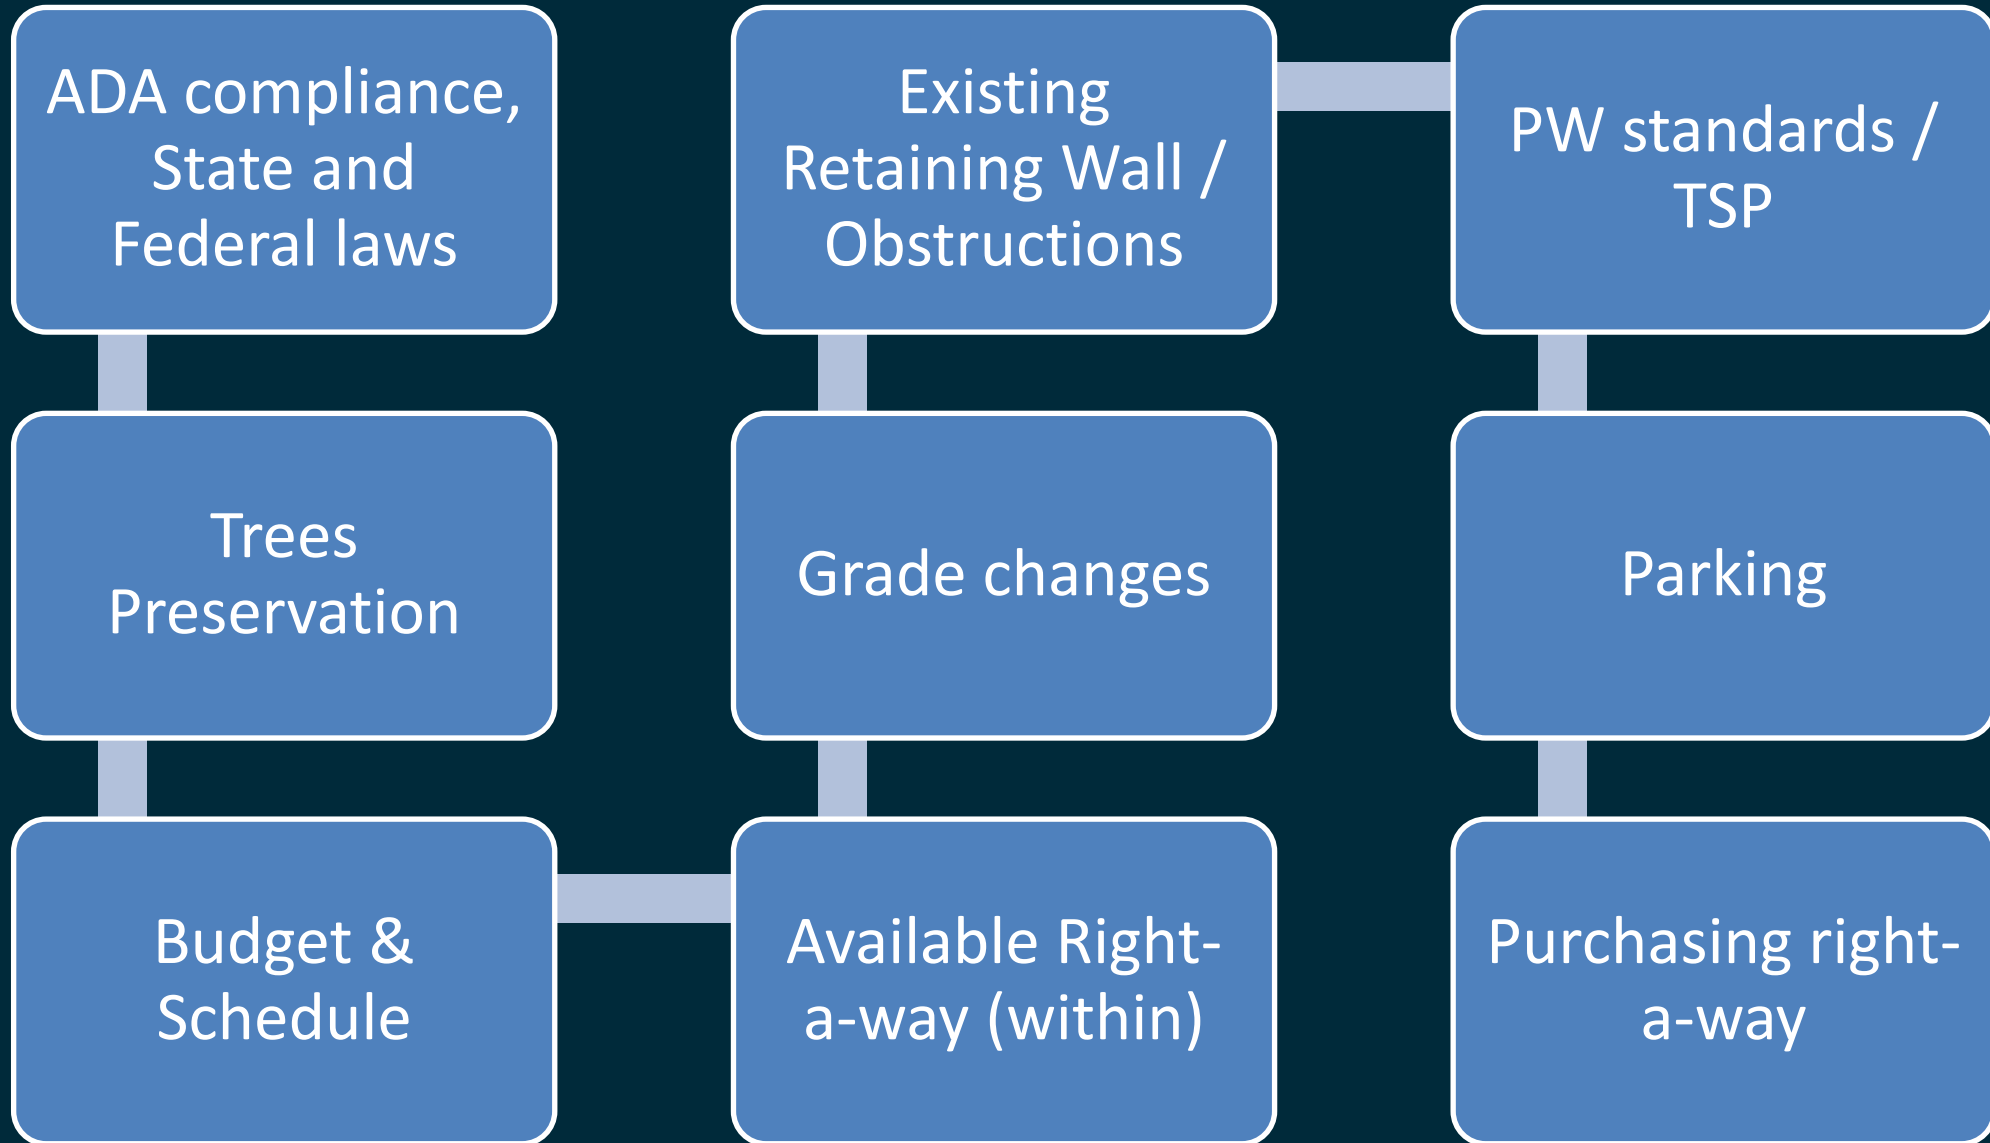 ADA compliance,
State and
Federal laws
Trees
Preservation
Budget &
Schedule
Available Right-
a-way (within)
Grade changes
Existing
Retaining Wall /
Obstructions
PW standards /
TSP
Parking
Purchasing right-
a-way